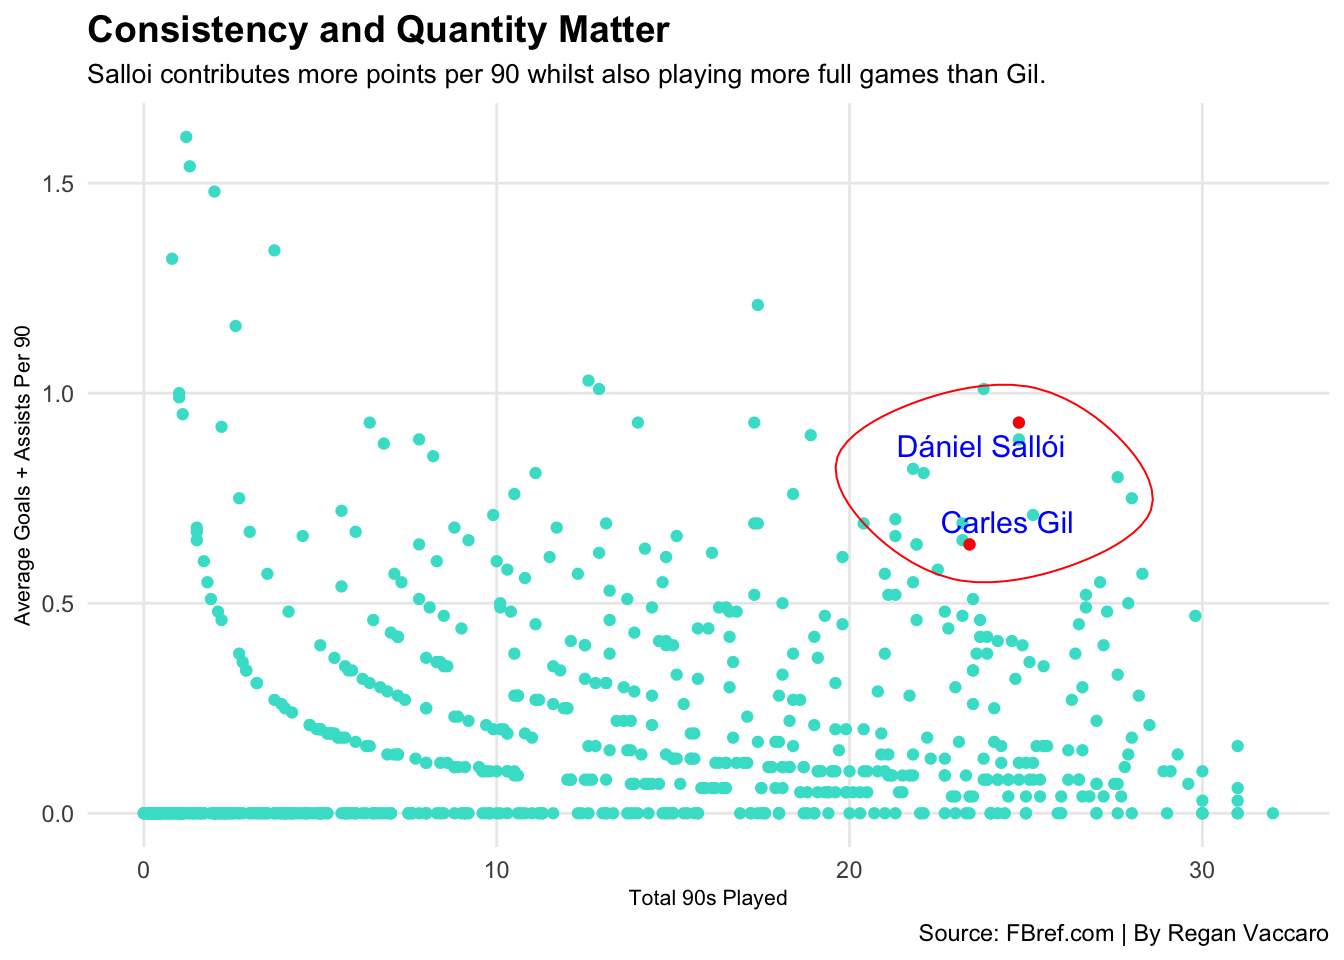 Consistency and Quantity Matter
Salloi contributes more points per 90 whilst also playing more full games than Gil.
Average Goals + Assists Per 90
1.5
1.0
0.5
0.0
Dániel Sallói
Carles Gil
0
10
20
30
Total 90s Played
Source: FBref.com | By Regan Vaccaro